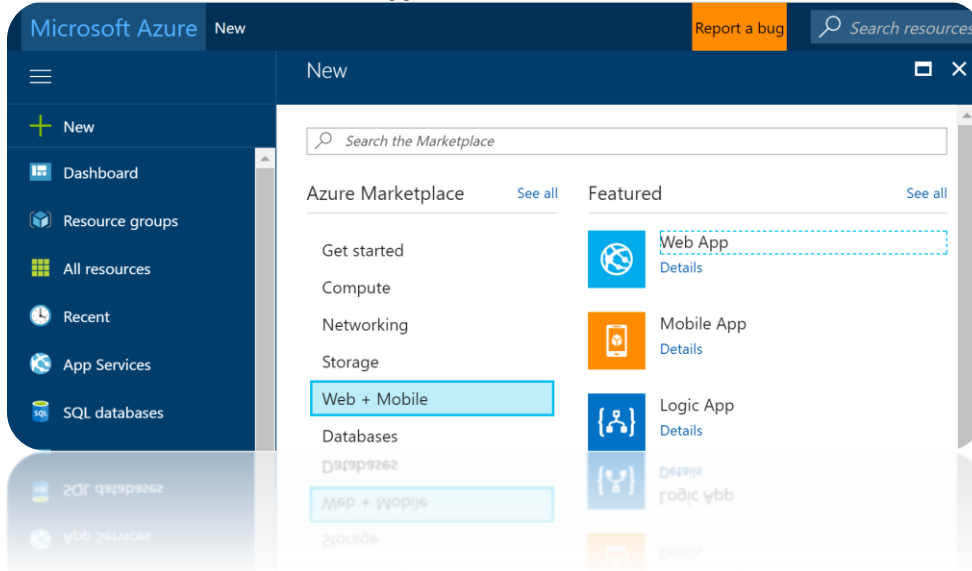 Microsoft Azure New Report a bug Search resources
New
New
Search the Marketplace
Dashboard
Azure Marketplace See all Featured See all
Resource groups
Get started
Web App
Details
All resources
Compute
Recent
Networking
Mobile App
Details
App Services
Storage
Web + Mobile
Logic App
Details
SQL databases
Databases